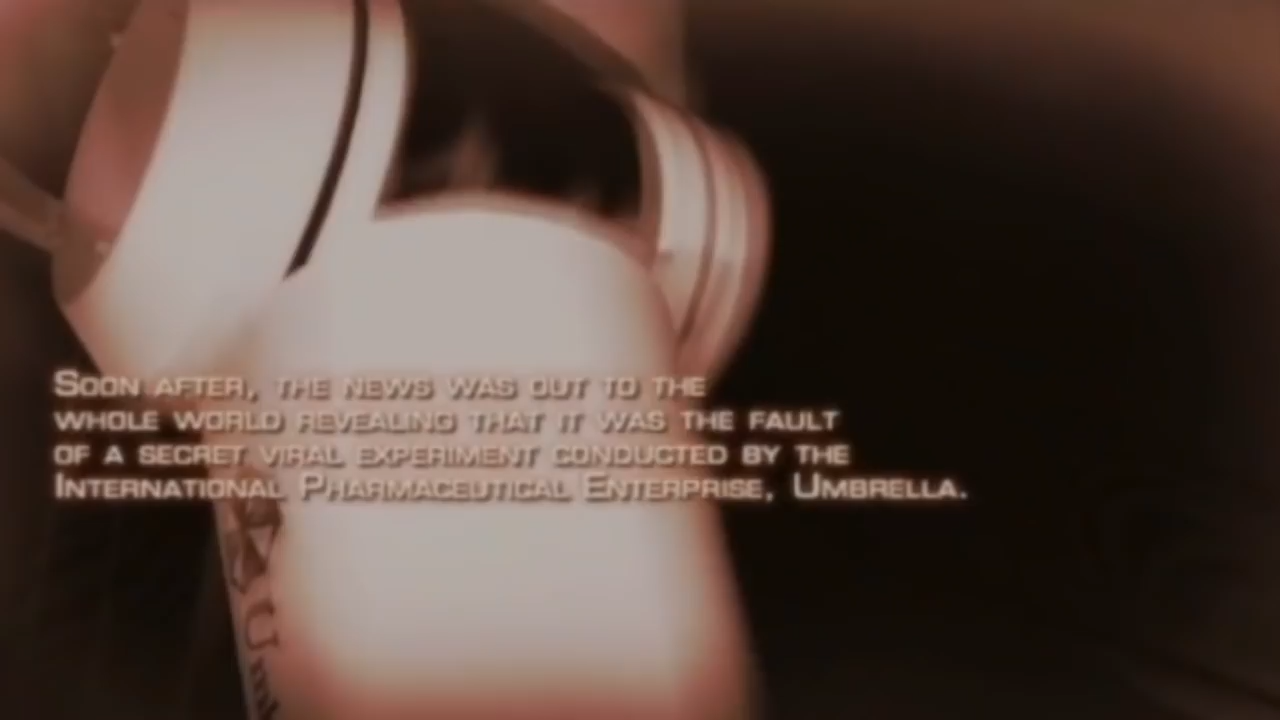 SOON AFTER, THE NEWS WAS OUT TO THE
WHOLE WORLD REVEALING THAT IT WAS THE FAULT
OF A SECRET VIRAL EXPERIMENT CONDUCTED BY THE
INTERNATIONAL PHARMACEUTICAL ENTERPRISE, UMBRELLA.
Umb